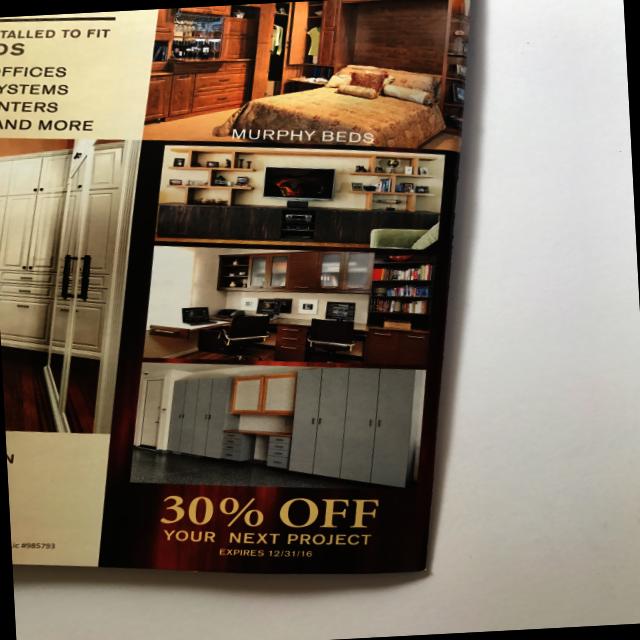 TALLED TO FIT
DS
OFFICES
YSTEMS
NTERS
AND MORE
MURPHY BEDS
N
ic #985793
30% OFF
YOUR NEXT PROJECT
EXPIRES 12/31/16